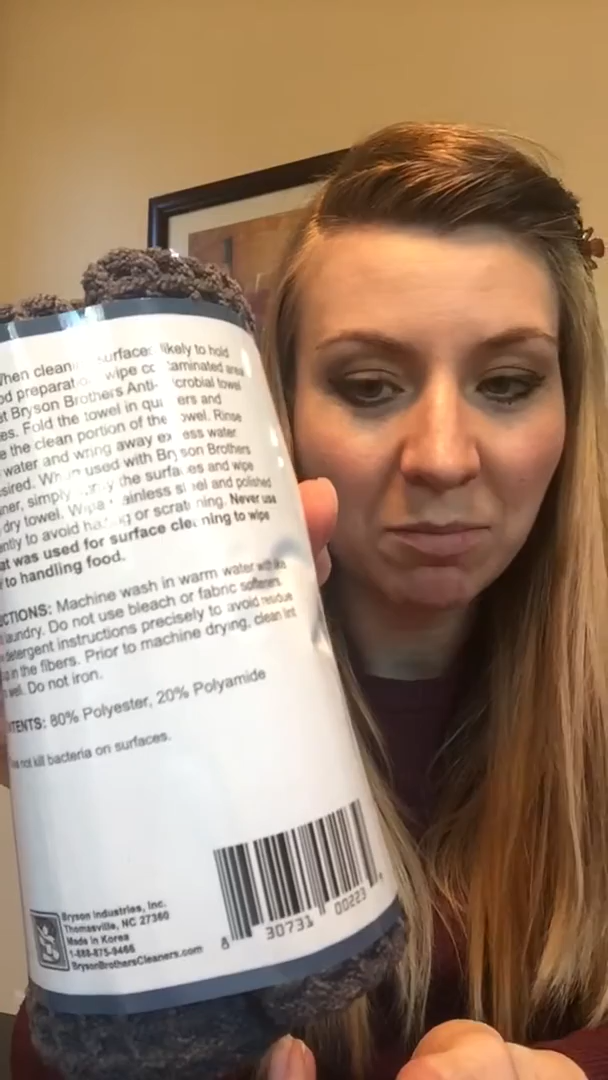 When cleaning surfaces likely to hold
preparation wipe contaminated area
Bryson Brothers Anti-Microbial towel
Fold the towel in quarters and
the clean portion of the towel. Rinse
water and wring away excess water
When used with Bryson Brothers
simply the surfaces and wipe
dry towel. Wipe stainless steel and polished
to avoid hazing or scratching. Never use
was used for surface cleaning to wipe
to handling food.
Machine wash in warm water with like
laundry. Do not use bleach or fabric softeners.
detergent instructions precisely to avoid residue
in the fibers. Prior to machine drying, clean lint
Do not iron.
80% Polyester, 20% Polyamide
not kill bacteria on surfaces.
Bryson Industries, Inc.
Thomasville, NC 27360
Made in Korea
1-888-875-9466
BrysonBrothersCleaners.com
8 30731 00223